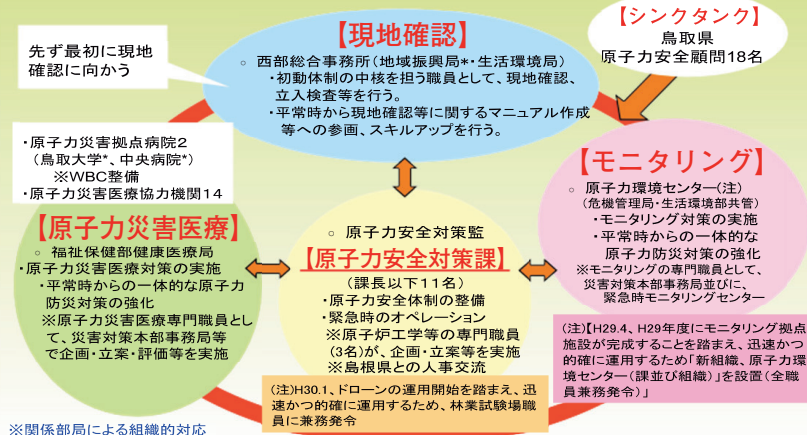 【シンクタンク】
鳥取県
原子力安全顧問18名
先ず最初に現地
確認に向かう
【現地確認】
○ 西部総合事務所(地域振興局*・生活環境局)
・初動体制の中核を担う職員として、現地確認、
立入検査等を行う。
・平常時から現地確認等に関するマニュアル作成
等への参画、スキルアップを行う。
・原子力災害拠点病院2
(鳥取大学*、中央病院*)
※WBC整備
・原子力災害医療協力機関14
【原子力災害医療】
○ 福祉保健部健康医療局
・原子力災害医療対策の実施
・平常時からの一体的な原子力
防災対策の強化
※原子力災害医療専門職員とし
て、災害対策本部事務局等
で企画・立案・評価等を実施
○ 原子力安全対策監
【原子力安全対策課】
(課長以下11名)
・原子力安全体制の整備
・緊急時のオペレーション
※原子炉工学等の専門職員
(3名)が、企画・立案等を実施
※島根県との人事交流
(注)H30.1、ドローンの運用開始を踏まえ、迅
速かつ的確に運用するため、林業試験場職
員に兼務発令
【モニタリング】
○ 原子力環境センター(注)
(危機管理局・生活環境部共管)
・モニタリング対策の実施
・平常時からの一体的な
原子力防災対策の強化
※モニタリングの専門職員として、
災害対策本部事務局並びに、
緊急時モニタリングセンター
(注)【H29.4、H29年度にモニタリング拠点
施設が完成することを踏まえ、迅速かつ
的確に運用するため「新組織、原子力環
境センター(課並び組織)」を設置(全職
員兼務発令)」
※関係部局による組織的対応